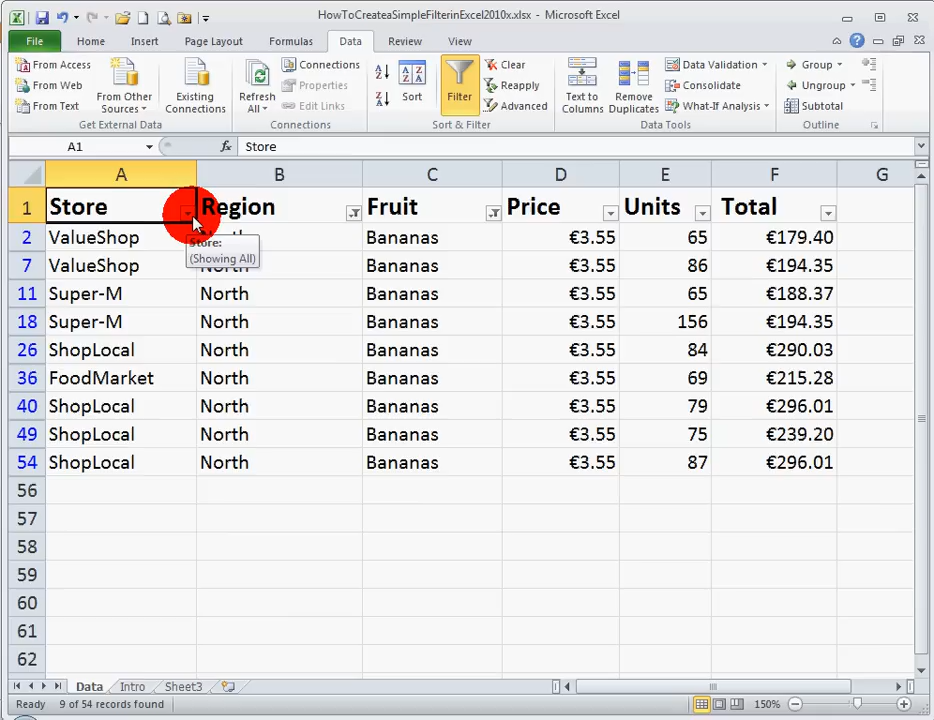 HowToCreateaSimpleFilterinExcel2010x.xlsx - Microsoft Excel
File Home Insert Page Layout Formulas Data Review View
From Access
From Web
From Text
From Other Sources
Existing Connections
Get External Data
Refresh All
Connections
Properties
Edit Links
Connections
Sort
Filter
Clear
Reapply
Advanced
Sort & Filter
Text to Columns
Remove Duplicates
Data Validation
Consolidate
What-If Analysis
Data Tools
Group
Ungroup
Subtotal
Outline
A1 fx Store
A B C D E F G
1 Store Region Fruit Price Units Total
2 ValueShop Bananas €3.55 65 €179.40
Store:
(Showing All)
7 ValueShop North Bananas €3.55 86 €194.35
11 Super-M North Bananas €3.55 65 €188.37
18 Super-M North Bananas €3.55 156 €194.35
26 ShopLocal North Bananas €3.55 84 €290.03
36 FoodMarket North Bananas €3.55 69 €215.28
40 ShopLocal North Bananas €3.55 79 €296.01
49 ShopLocal North Bananas €3.55 75 €239.20
54 ShopLocal North Bananas €3.55 87 €296.01
56
57
58
59
60
61
62
Data Intro Sheet3
Ready 9 of 54 records found 150%